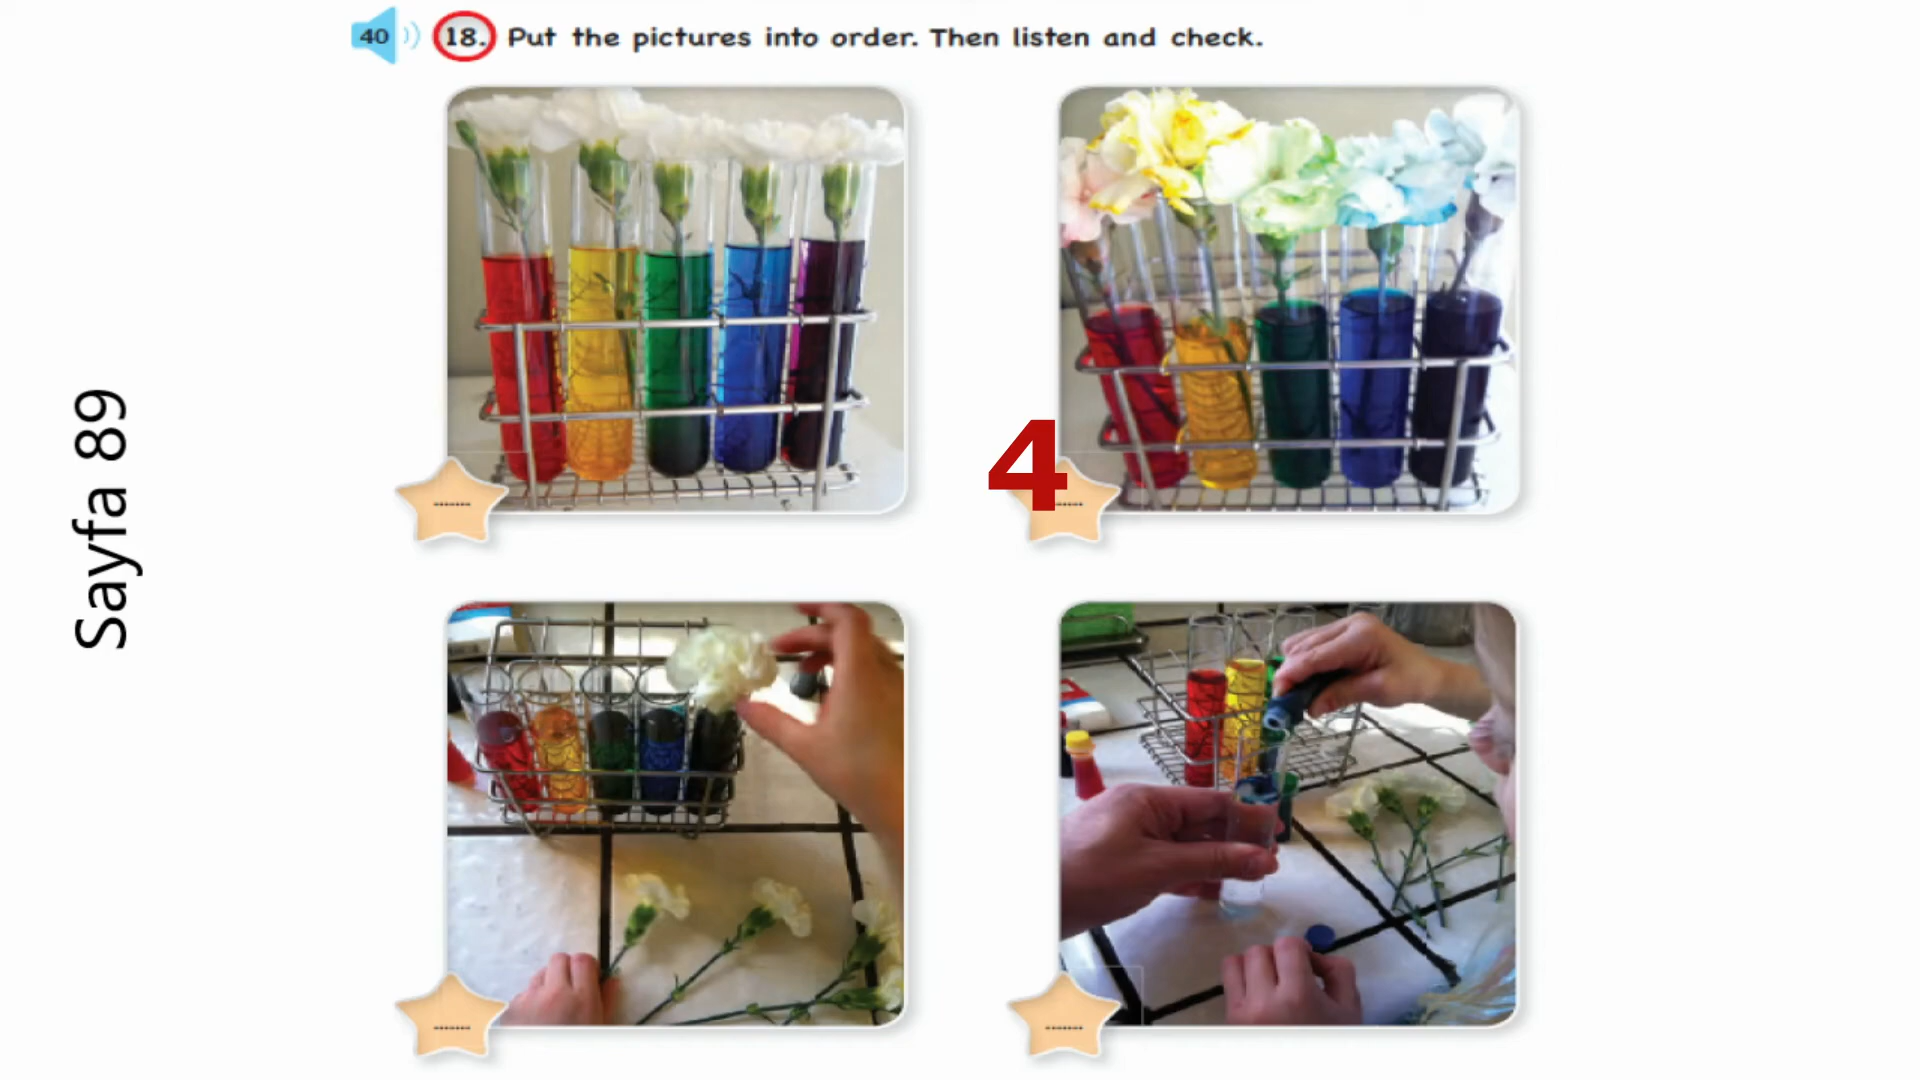 40 18. Put the pictures into order. Then listen and check.
Sayfa 89
4